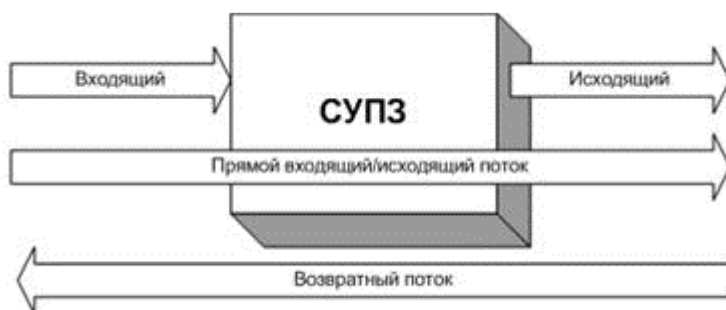 Входящий
Исходящий
СУПЗ
Прямой входящий/исходящий поток
Возвратный поток